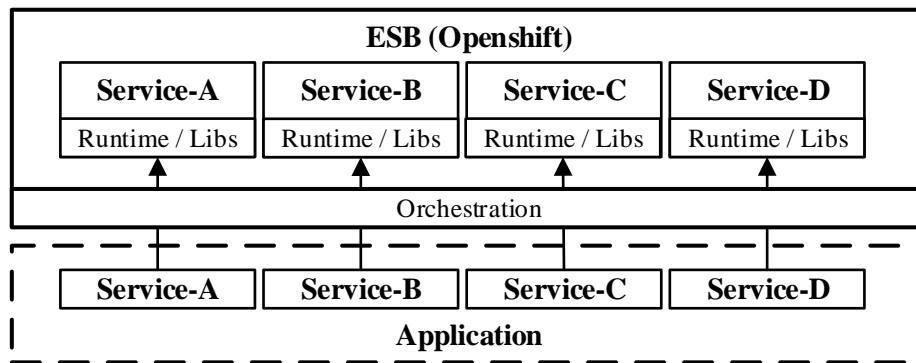 ESB (Openshift)
Service-A Service-B Service-C Service-D
Runtime / Libs Runtime / Libs Runtime / Libs Runtime / Libs
Orchestration
Service-A Service-B Service-C Service-D
Application